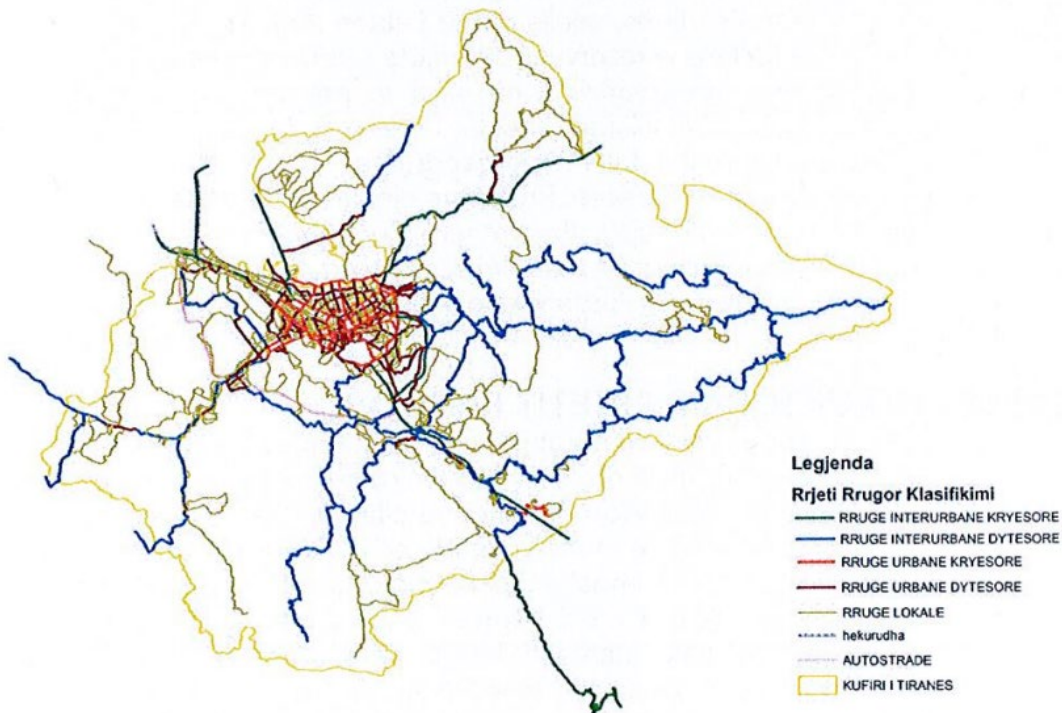 Legjenda
Rrjeti Rrugor Klasifikimi
RRUGE INTERURBANE KRYESORE
RRUGE INTERURBANE DYTESORE
RRUGE URBANE KRYESORE
RRUGE URBANE DYTESORE
RRUGE LOKALE
hekurudha
AUTOSTRADE
KUFIRI I TIRANES